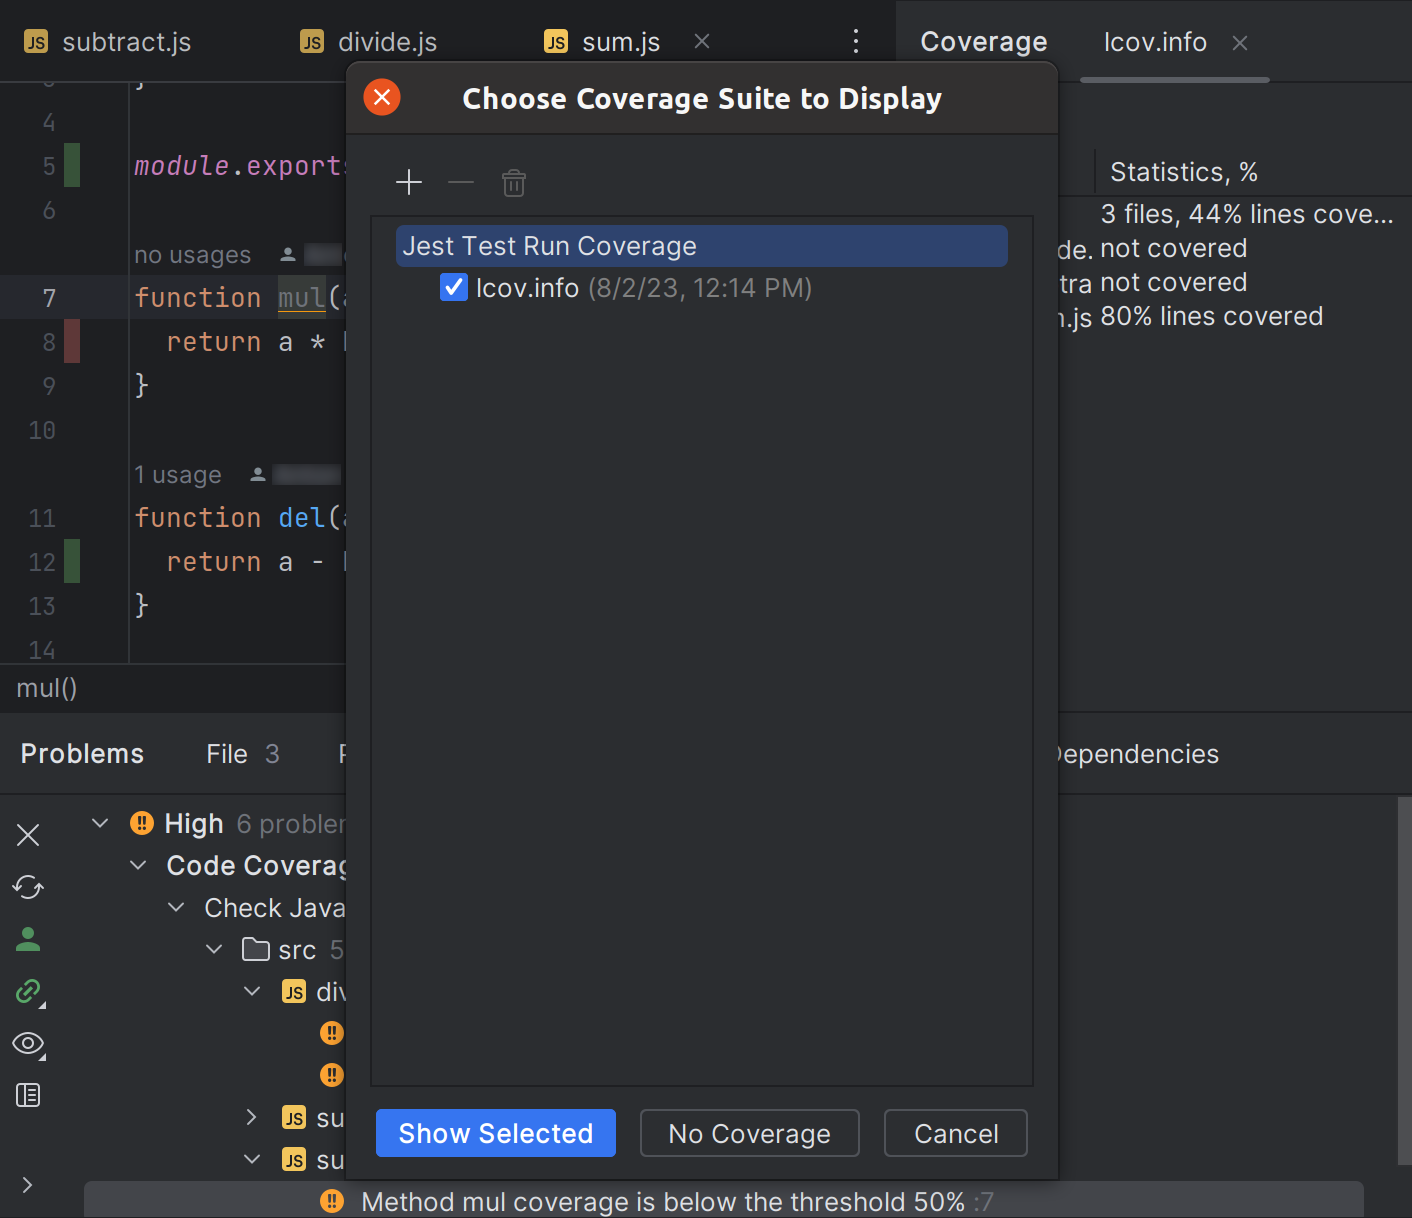 JS subtract.js
JS divide.js
JS sum.js
Coverage
lcov.info
Choose Coverage Suite to Display
}
4
5 module.exports
6
no usages
7 function mul(
8 return a *
9 }
10
1 usage
11 function del(
12 return a -
13 }
14
mul()
Jest Test Run Coverage
lcov.info (8/2/23, 12:14 PM)
Show Selected
No Coverage
Cancel
Statistics, %
3 files, 44% lines cove...
de. not covered
tra not covered
.js 80% lines covered
Problems
File 3
Dependencies
High 6 problem
Code Coverag
Check Java
src 5
JS div
JS su
JS su
Method mul coverage is below the threshold 50% :7